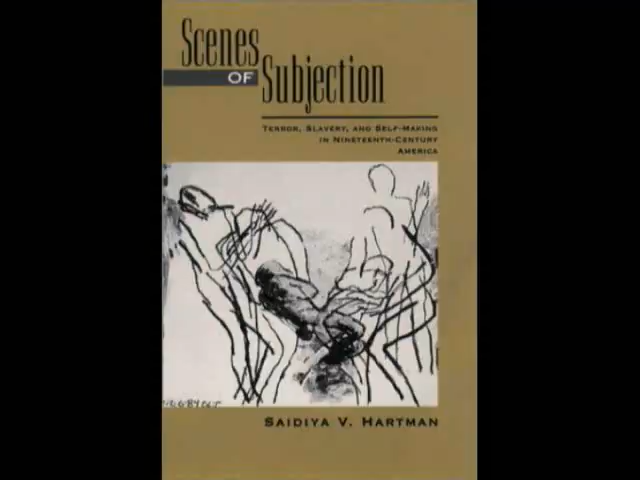 Scenes
OF
Subjection
Terror, Slavery, and Self-Making
in Nineteenth-Century
America
Saidiya V. Hartman